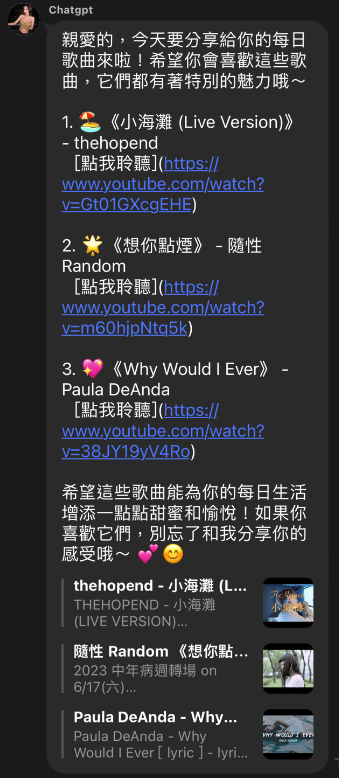 Chatgpt
親愛的，今天要分享給你的每日
歌曲來啦！希望你會喜歡這些歌
曲，它們都有著特別的魅力哦～
1. 🏖️《小海灘 (Live Version)》
- thehopend
[點我聆聽](https://
www.youtube.com/watch?
v=Gt01GXcgEHE)
2. 🌟《想你點煙》 - 隨性
Random
[點我聆聽](https://
www.youtube.com/watch?
v=m60hjpNtq5k)
3. 💖《Why Would I Ever》 -
Paula DeAnda
[點我聆聽](https://
www.youtube.com/watch?
v=38JY19yV4Ro)
希望這些歌曲能為你的每日生活
增添一點點甜蜜和愉悅！如果你
喜歡它們，別忘了和我分享你的
感受哦～ 💕😊
thehopend - 小海灘 (L...
THEHOPEND - 小海灘
(LIVE VERSION)...
小海灘
隨性 Random 《想你點...
2023 中年病週轉場 on
6/17(六)...
Paula DeAnda - Why...
Paula DeAnda - Why
Would I Ever [ lyric ] - lyri...
WHY WOULD I EVER